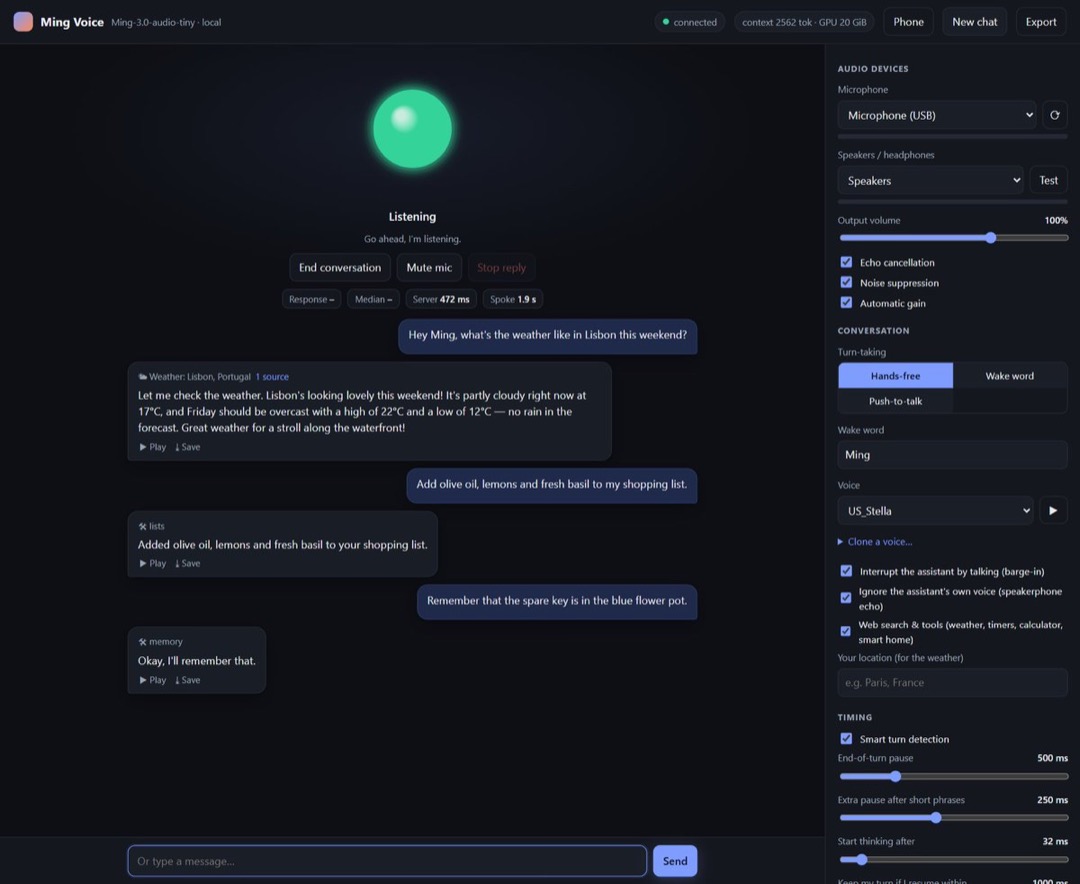 Ming Voice Ming-3.0-audio-tiny · local
connected
context 2562 tok · GPU 20 GiB
Phone
New chat
Export
Listening
Go ahead, I'm listening.
End conversation
Mute mic
Stop reply
Response –
Median –
Server 472 ms
Spoke 1.9 s
Hey Ming, what's the weather like in Lisbon this weekend?
Weather: Lisbon, Portugal 1 source
Let me check the weather. Lisbon's looking lovely this weekend! It's partly cloudy right now at
17°C, and Friday should be overcast with a high of 22°C and a low of 12°C — no rain in the
forecast. Great weather for a stroll along the waterfront!
▶ Play ↓ Save
Add olive oil, lemons and fresh basil to my shopping list.
lists
Added olive oil, lemons and fresh basil to your shopping list.
▶ Play ↓ Save
Remember that the spare key is in the blue flower pot.
memory
Okay, I'll remember that.
▶ Play ↓ Save
Or type a message...
Send
AUDIO DEVICES
Microphone
Microphone (USB)
Speakers / headphones
Speakers
Test
Output volume 100%
Echo cancellation
Noise suppression
Automatic gain
CONVERSATION
Turn-taking
Hands-free
Wake word
Push-to-talk
Wake word
Ming
Voice
US_Stella
▶ Clone a voice...
Interrupt the assistant by talking (barge-in)
Ignore the assistant's own voice (speakerphone
echo)
Web search & tools (weather, timers, calculator,
smart home)
Your location (for the weather)
e.g. Paris, France
TIMING
Smart turn detection
End-of-turn pause 500 ms
Extra pause after short phrases 250 ms
Start thinking after 32 ms
Keep my turn if I resume within 1000 ms